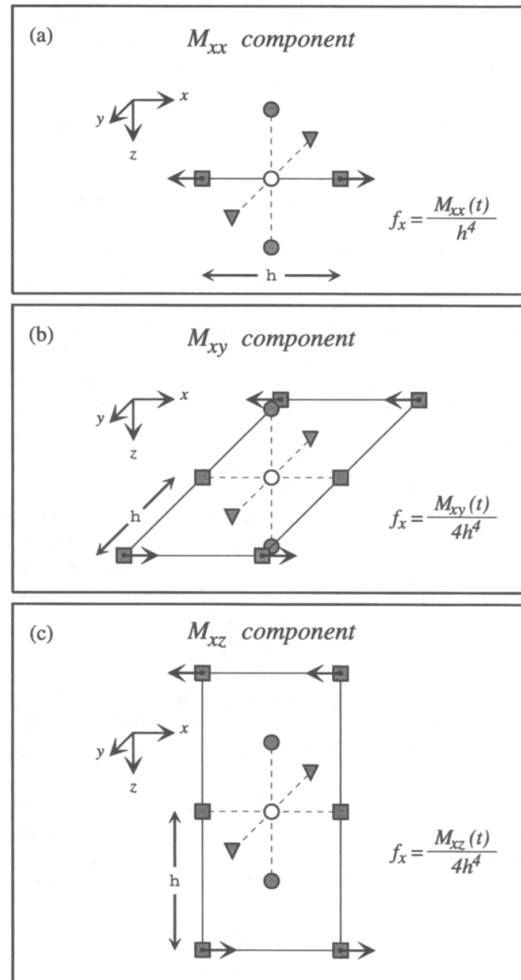 (a)
M_xx component
x
y
z
f_x = M_xx(t) / h^4
h
(b)
M_xy component
x
y
z
h
f_x = M_xy(t) / 4h^4
(c)
M_xz component
x
y
z
h
f_x = M_xz(t) / 4h^4